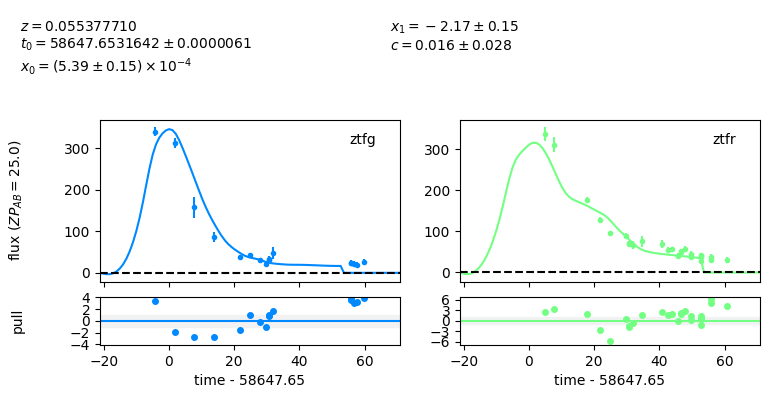 z = 0.055377710
t₀ = 58647.6531642 ± 0.0000061
x₀ = (5.39 ± 0.15) × 10⁻⁴
x₁ = −2.17 ± 0.15
c = 0.016 ± 0.028
flux (ZP_AB = 25.0)
300
200
100
0
ztfg
300
200
100
0
ztfr
pull
4
2
0
−2
−4
−20 0 20 40 60
time - 58647.65
6
3
0
−3
−6
−20 0 20 40 60
time - 58647.65